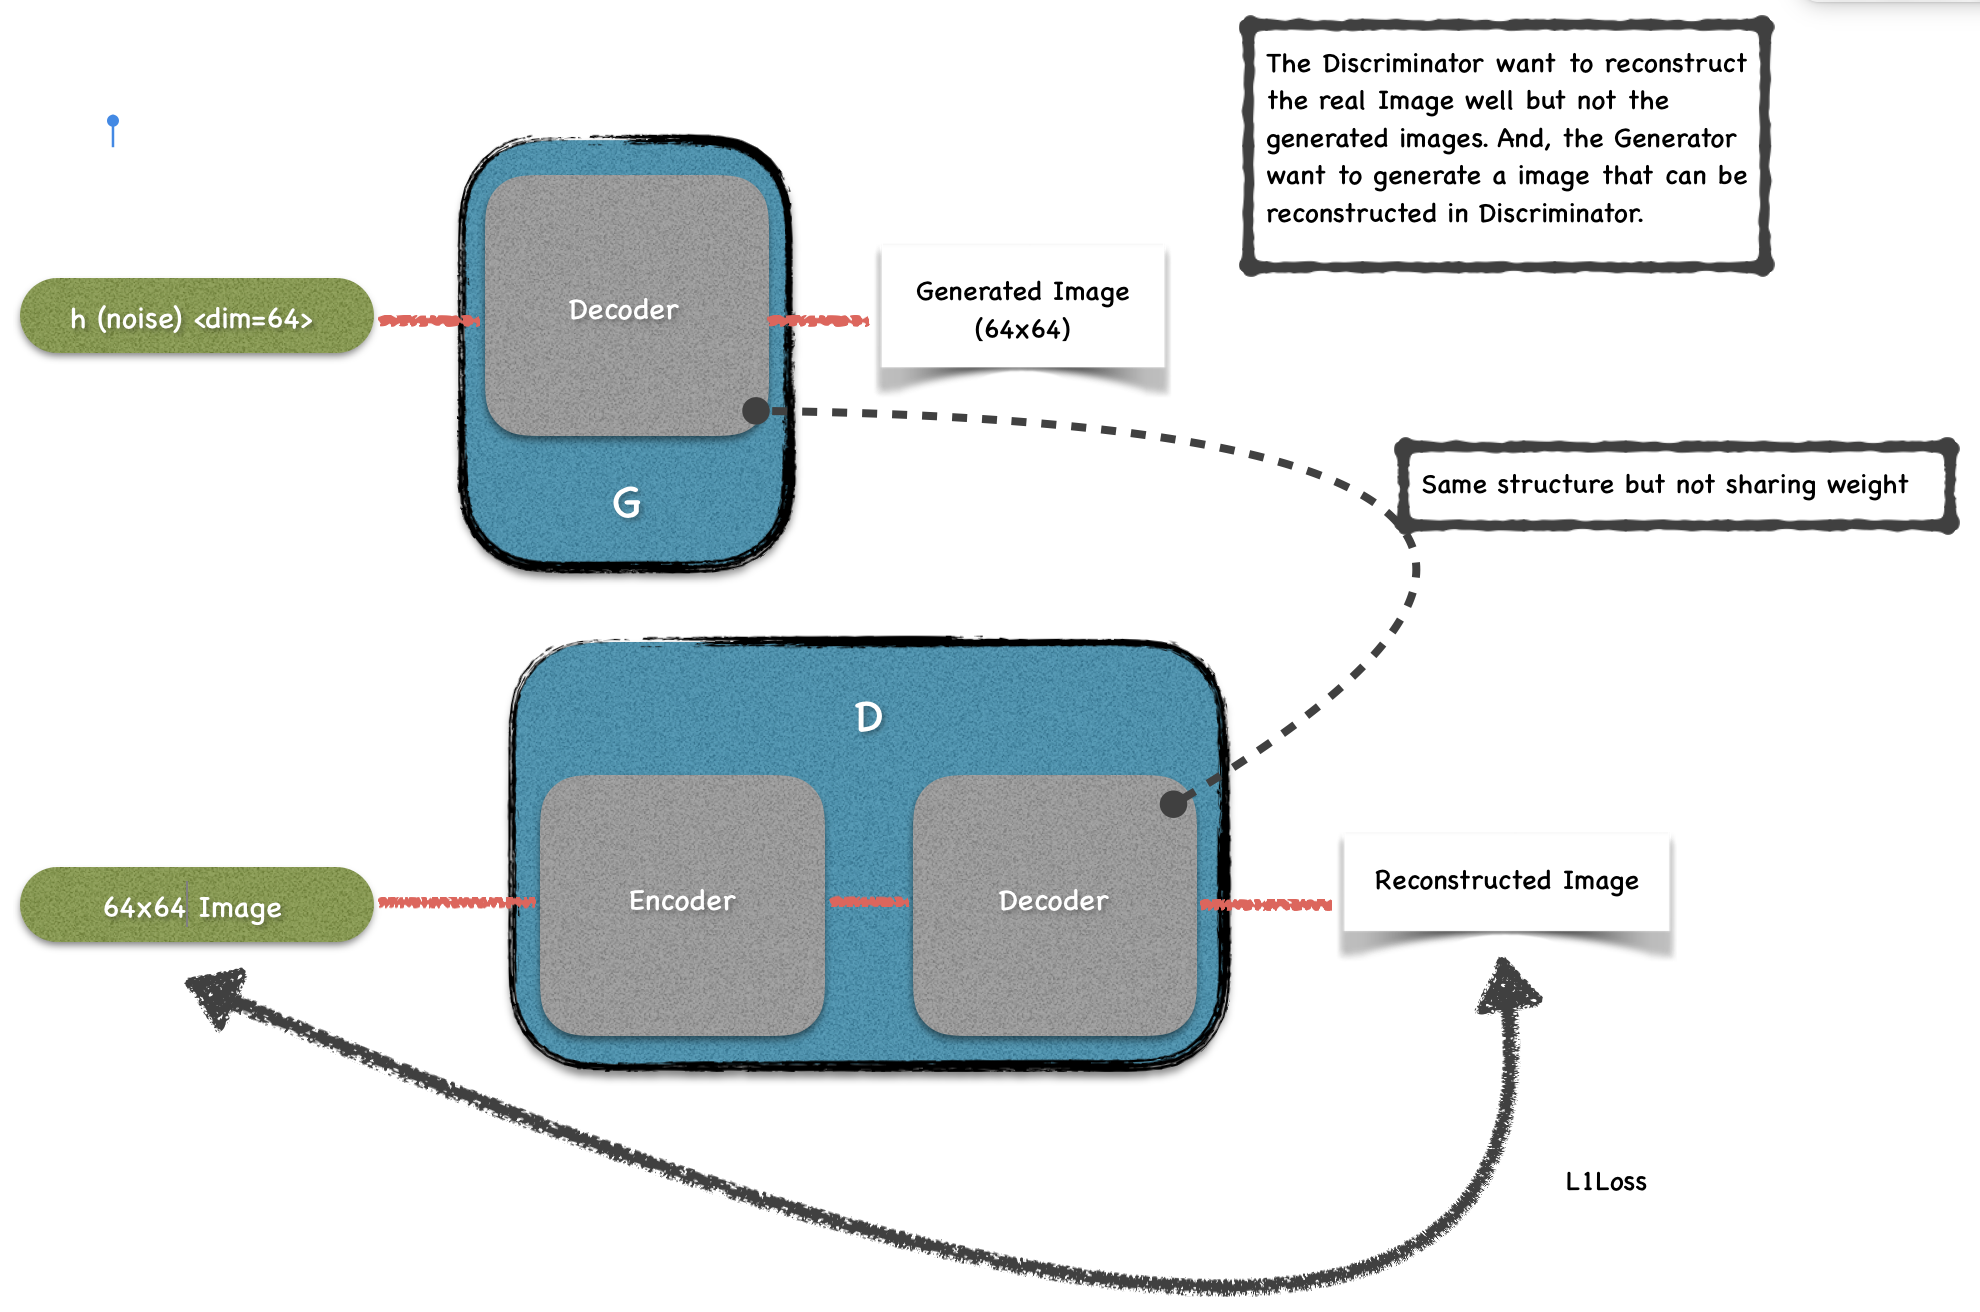 The Discriminator want to reconstruct
the real Image well but not the
generated images. And, the Generator
want to generate a image that can be
reconstructed in Discriminator.
h (noise) <dim=64>
Decoder
Generated Image
(64x64)
G
Same structure but not sharing weight
D
64x64 Image
Encoder
Decoder
Reconstructed Image
L1Loss